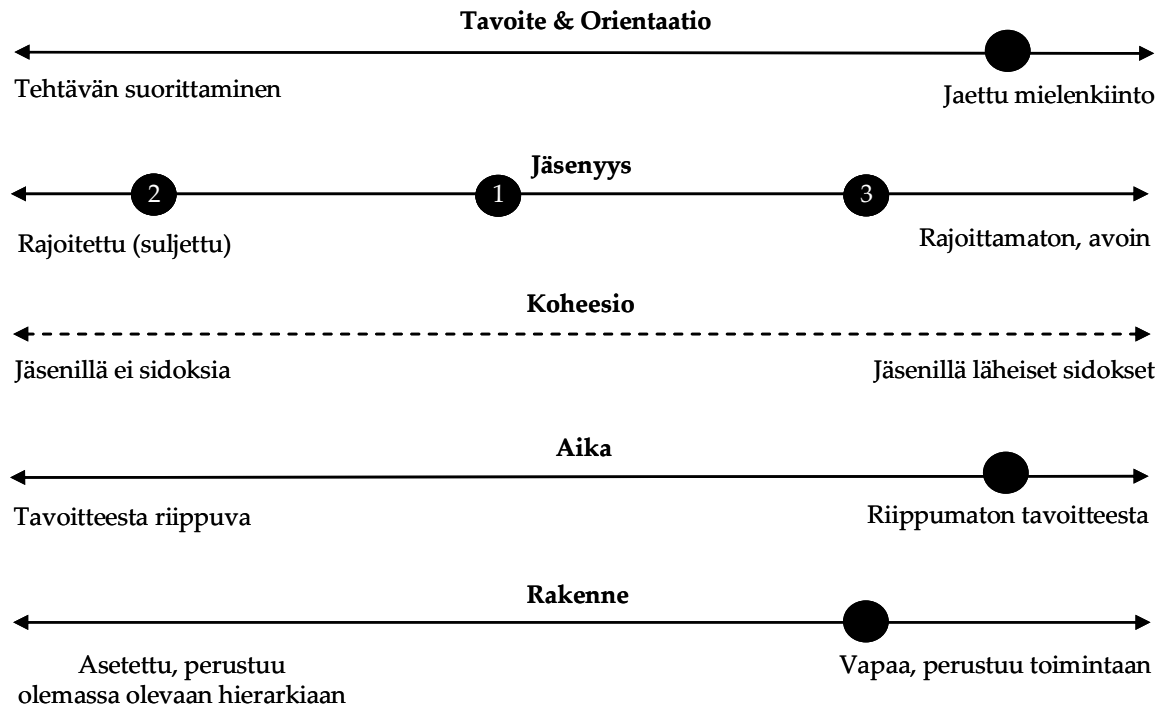 Tavoite & Orientaatio
Tehtävän suorittaminen
Jaettu mielenkiinto
Jäsenyys
2
1
3
Rajoitettu (suljettu)
Rajoittamaton, avoin
Koheesio
Jäsenillä ei sidoksia
Jäsenillä läheiset sidokset
Aika
Tavoitteesta riippuva
Riippumaton tavoitteesta
Rakenne
Asetettu, perustuu
olemassa olevaan hierarkiaan
Vapaa, perustuu toimintaan